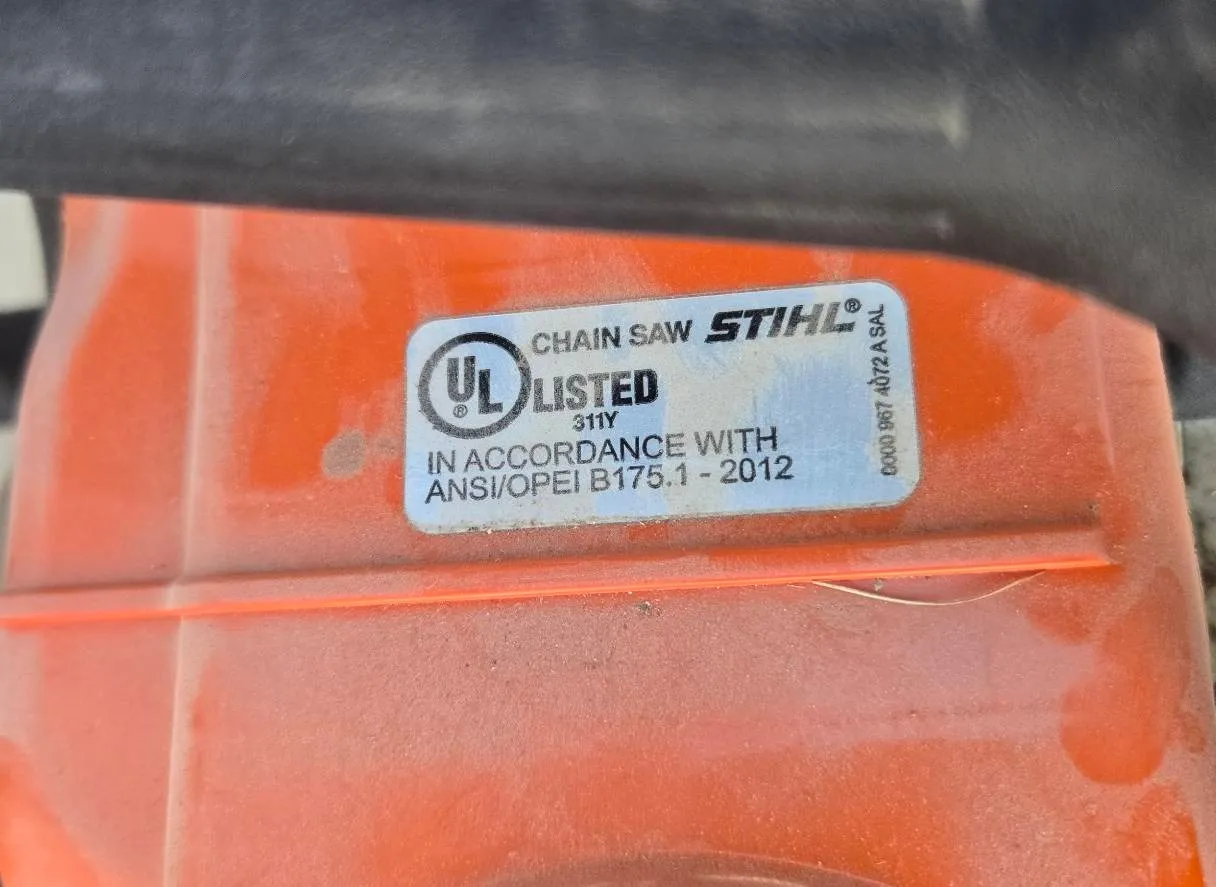 CHAIN SAW STIHL®
UL® LISTED
311Y
IN ACCORDANCE WITH
ANSI/OPEI B175.1 - 2012
0000 967 4072 A SAL